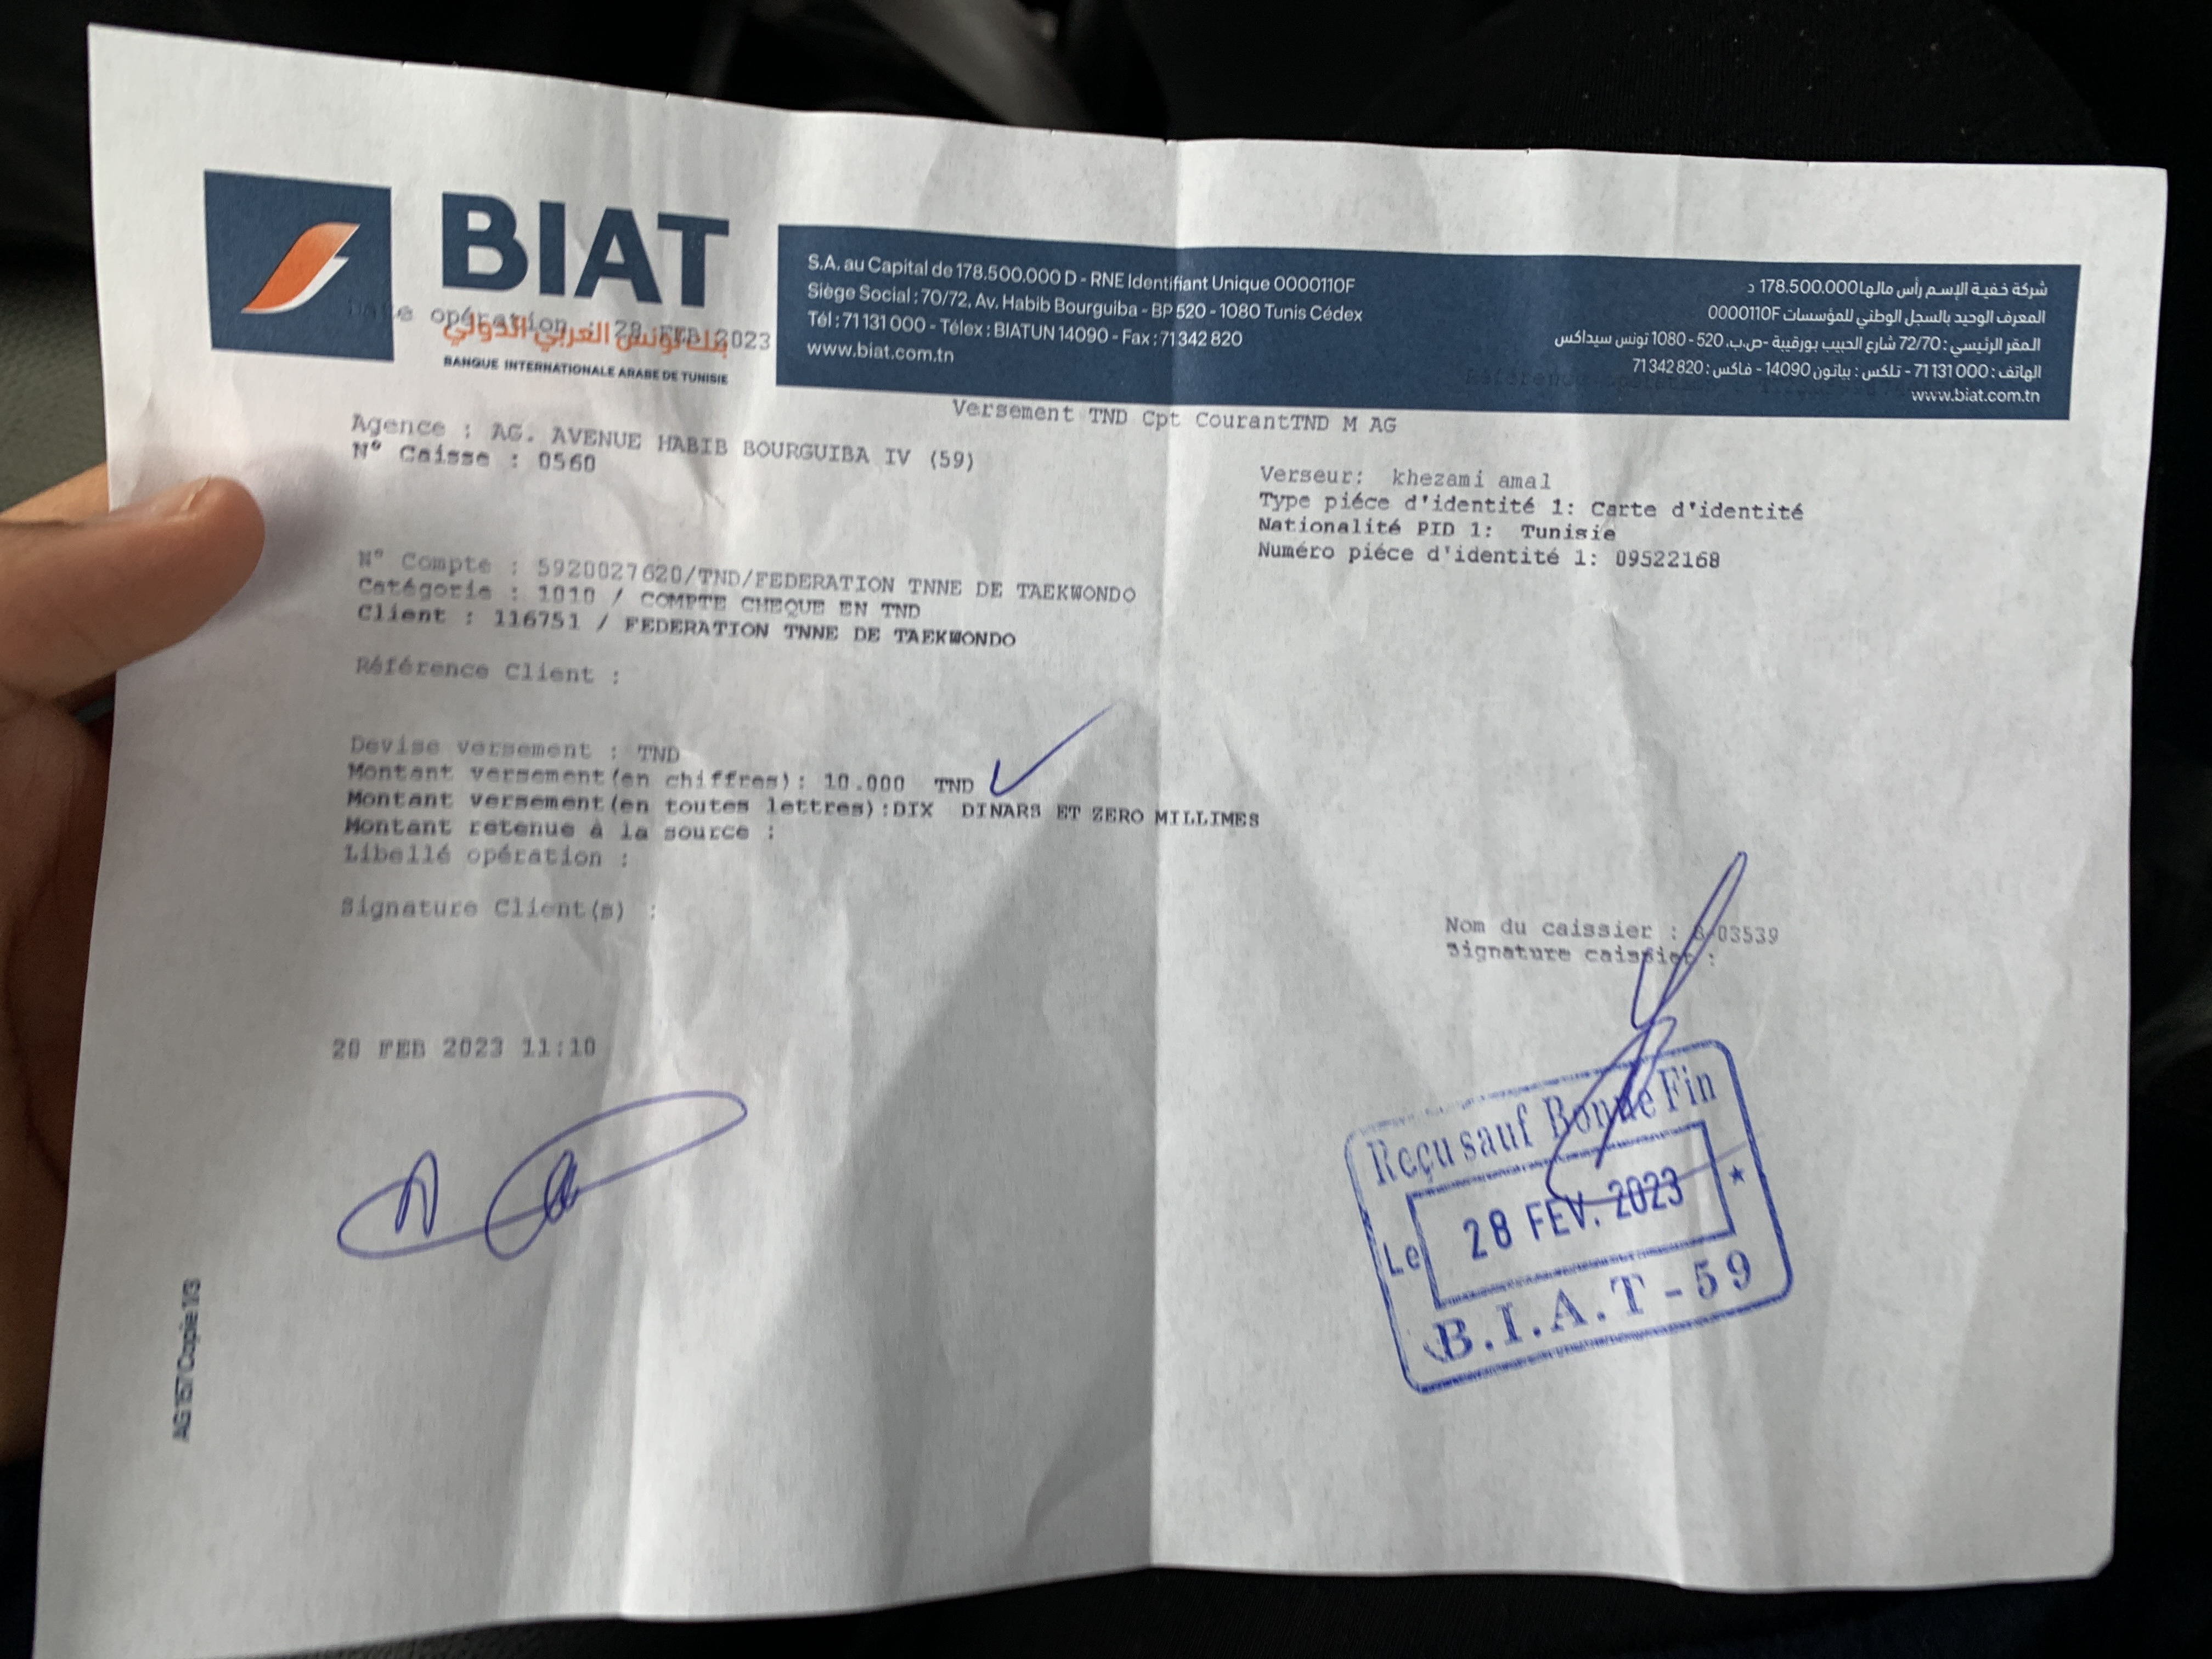 BIAT
بنك تونس العربي الدولي
BANQUE INTERNATIONALE ARABE DE TUNISIE
Date opération : 28 FEB 2023
S.A. au Capital de 178.500.000 D - RNE Identifiant Unique 0000110F
Siège Social : 70/72, Av. Habib Bourguiba - BP 520 - 1080 Tunis Cédex
Tél : 71 131 000 - Télex : BIATUN 14090 - Fax : 71 342 820
www.biat.com.tn
شركة خفية الإسم رأس مالها 178.500.000 د
المعرف الوحيد بالسجل الوطني للمؤسسات 0000110F
المقر الرئيسي : 72/70 شارع الحبيب بورقيبة -ص.ب. 520 - 1080 تونس سيداكس
الهاتف : 71 131 000 - تلكس : بياتون 14090 - فاكس : 71 342 820
www.biat.com.tn
Versement TND Cpt CourantTND M AG
Agence : AG. AVENUE HABIB BOURGUIBA IV (59)
N° Caisse : 0560
Verseur: khezami amal
Type piéce d'identité 1: Carte d'identité
Nationalité PID 1: Tunisie
Numéro piéce d'identité 1: 09522168
N° Compte : 5920027620/TND/FEDERATION TNNE DE TAEKWONDO
Catégorie : 1010 / COMPTE CHEQUE EN TND
Client : 116751 / FEDERATION TNNE DE TAEKWONDO
Référence Client :
Devise versement : TND
Montant versement(en chiffres): 10.000 TND
Montant versement(en toutes lettres):DIX DINARS ET ZERO MILLIMES
Montant retenue à la source :
Libellé opération :
Signature Client(s) :
Nom du caissier : B-03539
Signature caissier :
28 FEB 2023 11:10
Reçu sauf Bonne Fin
Le 28 FEV. 2023
B.I.A.T - 59
AG 157 Copie 1/3